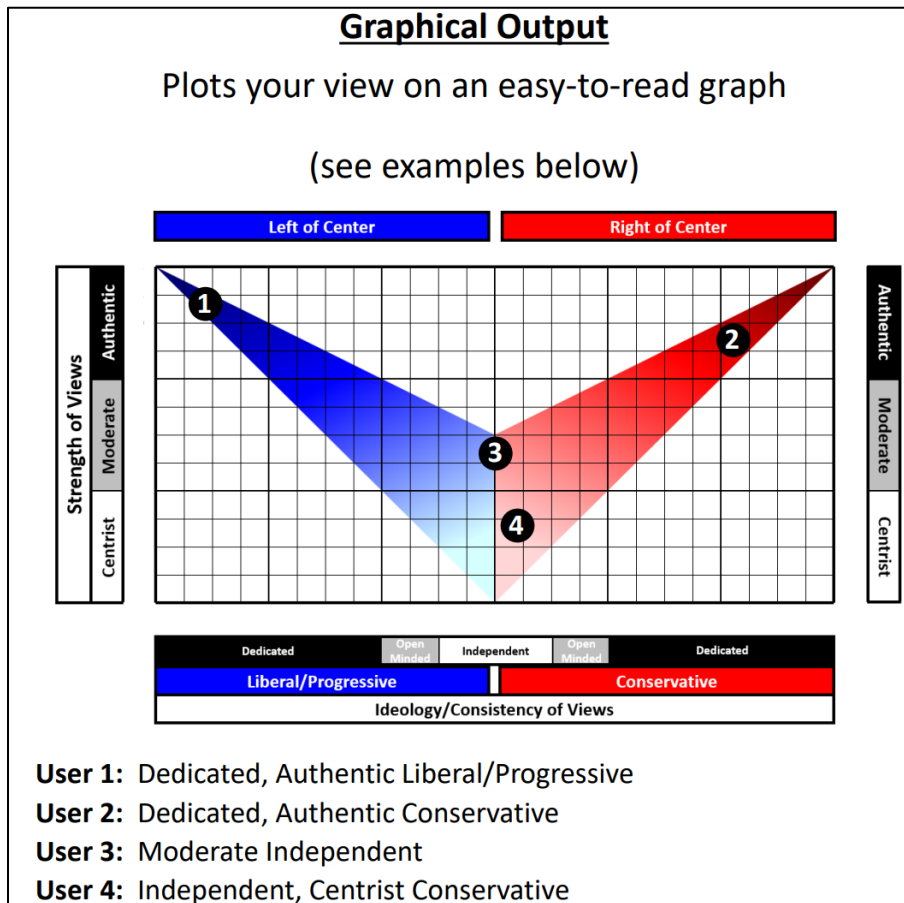 Graphical Output
Plots your view on an easy-to-read graph
(see examples below)
Left of Center
Right of Center
Strength of Views
Authentic
Moderate
Centrist
1
2
3
4
Authentic
Moderate
Centrist
Dedicated
Open Minded
Independent
Open Minded
Dedicated
Liberal/Progressive
Conservative
Ideology/Consistency of Views
User 1: Dedicated, Authentic Liberal/Progressive
User 2: Dedicated, Authentic Conservative
User 3: Moderate Independent
User 4: Independent, Centrist Conservative